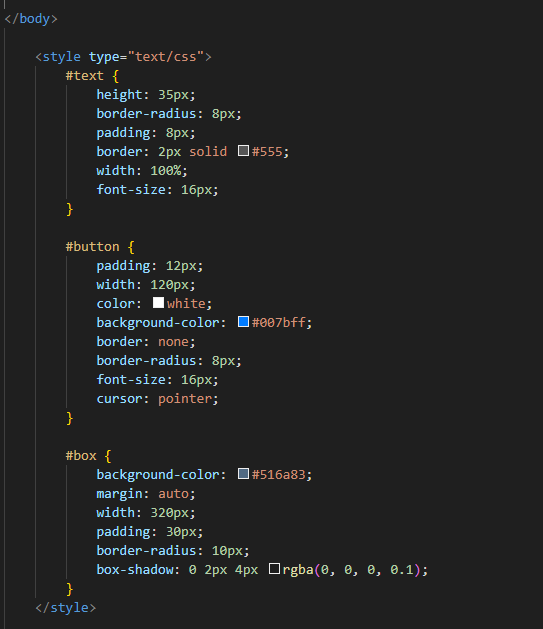 </body>
<style type="text/css">
#text {
height: 35px;
border-radius: 8px;
padding: 8px;
border: 2px solid #555;
width: 100%;
font-size: 16px;
}
#button {
padding: 12px;
width: 120px;
color: white;
background-color: #007bff;
border: none;
border-radius: 8px;
font-size: 16px;
cursor: pointer;
}
#box {
background-color: #516a83;
margin: auto;
width: 320px;
padding: 30px;
border-radius: 10px;
box-shadow: 0 2px 4px rgba(0, 0, 0, 0.1);
}
</style>